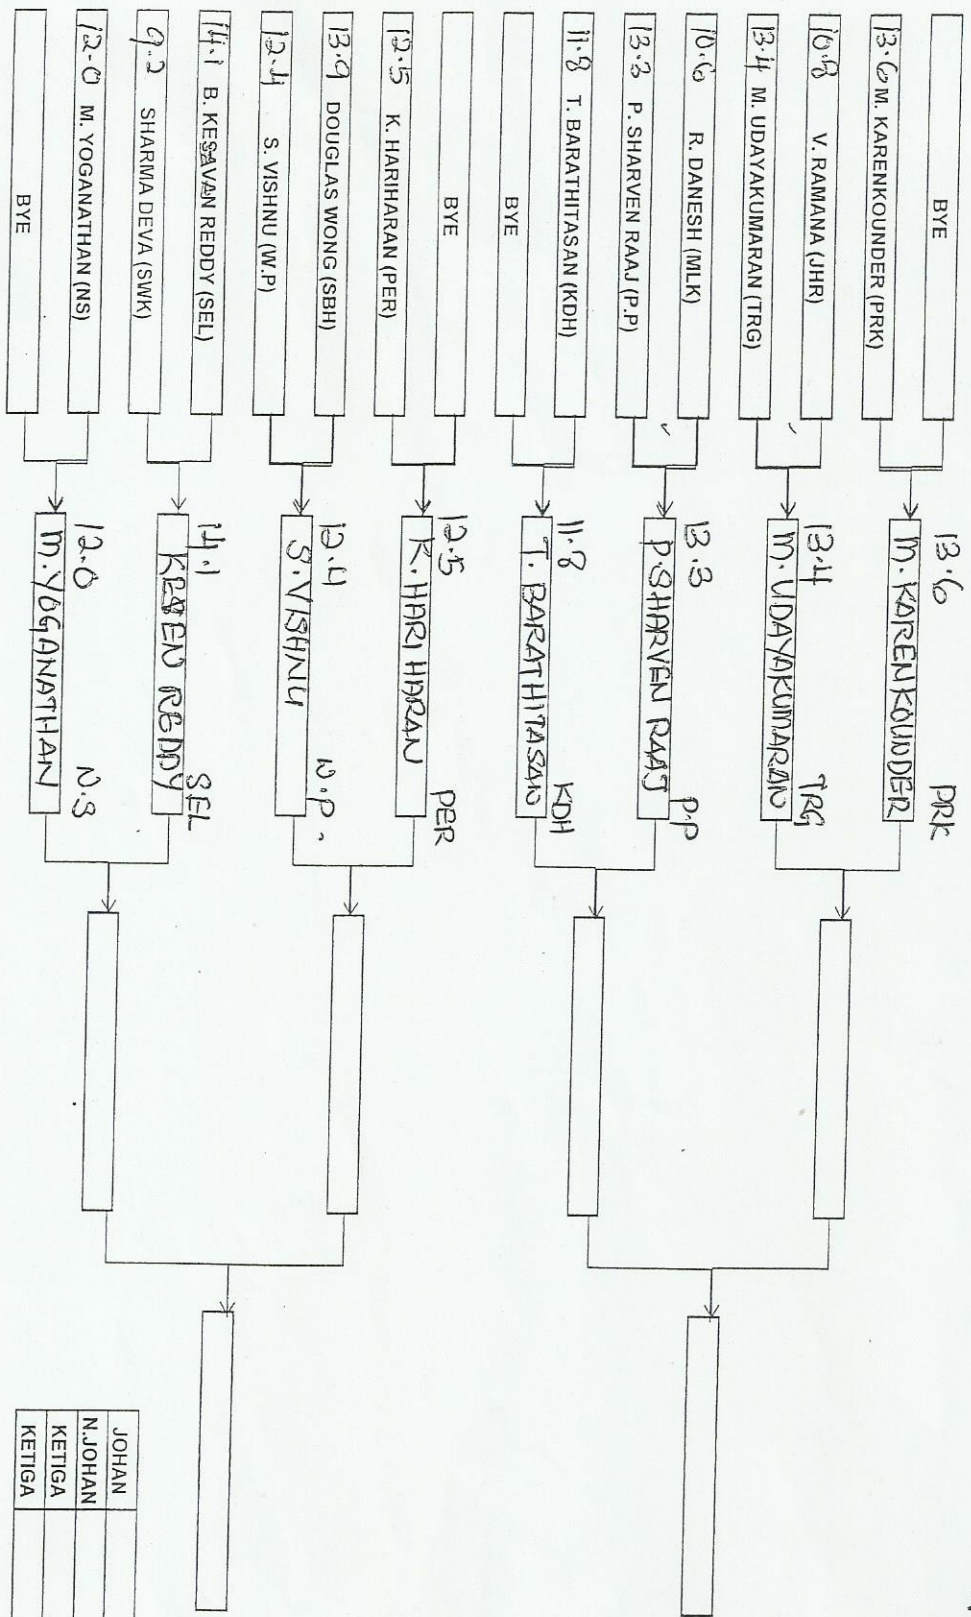 BYE
13.6 M. KARENKOUNDER (PRK)
10.8 V. RAMANA (JHR)
13.4 M. UDAYAKUMARAN (TRG)
10.6 R. DANESH (MLK)
13.3 P. SHARVEN RAAJ (P.P)
11.8 T. BARATHITASAN (KDH)
BYE
BYE
12.5 K. HARIHARAN (PER)
13.9 DOUGLAS WONG (SBH)
12.4 S. VISHNU (W.P)
14.1 B. KESAVAN REDDY (SEL)
9.2 SHARMA DEVA (SWK)
12.0 M. YOGANATHAN (NS)
BYE
13.6 PRK
M. KARENKOUNDER
13.4 TRG
M. UDAYAKUMARAN
13.3 P.P
P. SHARVEN RAAJ
11.8 KDH
T. BARATHITASAN
12.5 PER
K. HARIHARAN
12.4 W.P.
S. VISHNU
14.1 SEL
REDDY
12.0 N.S
M. YOGANATHAN
JOHAN
N.JOHAN
KETIGA
KETIGA